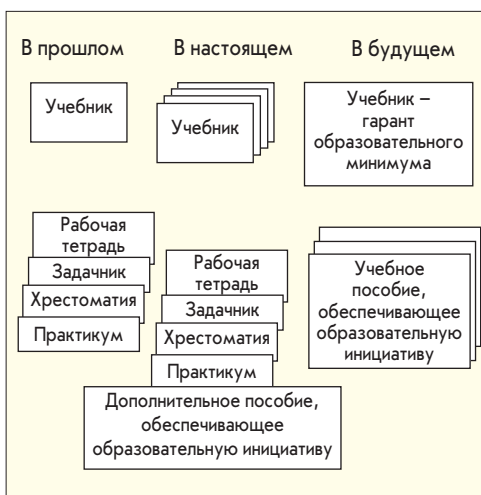 В прошлом
В настоящем
В будущем
Учебник
Учебник
Учебник –
гарант
образовательного
минимума
Рабочая
тетрадь
Задачник
Хрестоматия
Практикум
Рабочая
тетрадь
Задачник
Хрестоматия
Практикум
Дополнительное пособие,
обеспечивающее
образовательную инициативу
Учебное
пособие,
обеспечивающее
образовательную
инициативу